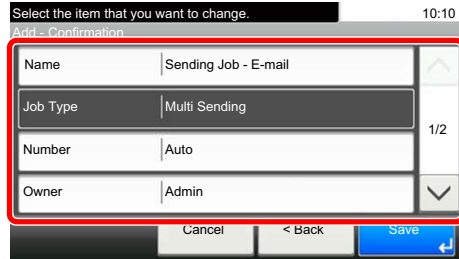 Select the item that you want to change. 10:10
Add - Confirmation
Name Sending Job - E-mail
Job Type Multi Sending
1/2
Number Auto
Owner Admin
Cancel < Back Save